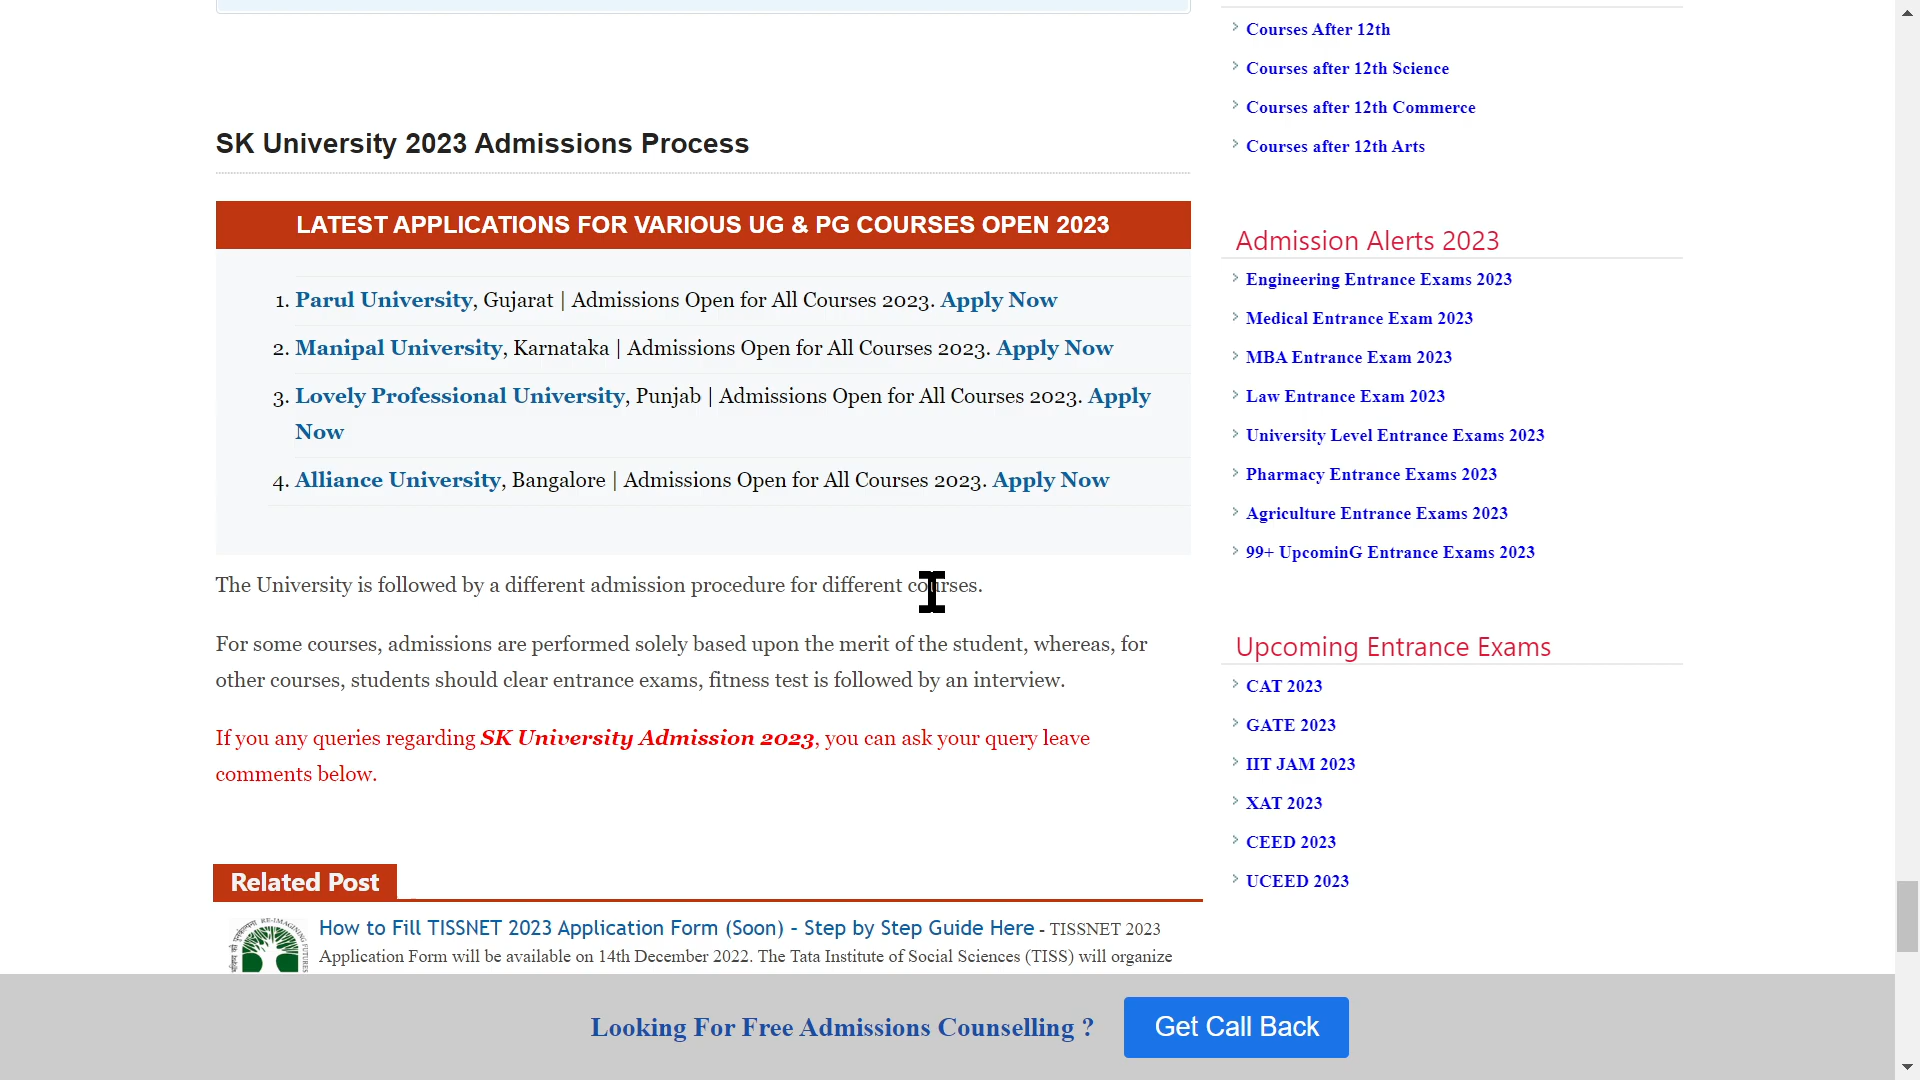 SK University 2023 Admissions Process
LATEST APPLICATIONS FOR VARIOUS UG & PG COURSES OPEN 2023
1. Parul University, Gujarat | Admissions Open for All Courses 2023. Apply Now
2. Manipal University, Karnataka | Admissions Open for All Courses 2023. Apply Now
3. Lovely Professional University, Punjab | Admissions Open for All Courses 2023. Apply
Now
4. Alliance University, Bangalore | Admissions Open for All Courses 2023. Apply Now
The University is followed by a different admission procedure for different courses.
For some courses, admissions are performed solely based upon the merit of the student, whereas, for
other courses, students should clear entrance exams, fitness test is followed by an interview.
If you any queries regarding SK University Admission 2023, you can ask your query leave
comments below.
Related Post
How to Fill TISSNET 2023 Application Form (Soon) - Step by Step Guide Here - TISSNET 2023
Application Form will be available on 14th December 2022. The Tata Institute of Social Sciences (TISS) will organize
Courses After 12th
Courses after 12th Science
Courses after 12th Commerce
Courses after 12th Arts
Admission Alerts 2023
Engineering Entrance Exams 2023
Medical Entrance Exam 2023
MBA Entrance Exam 2023
Law Entrance Exam 2023
University Level Entrance Exams 2023
Pharmacy Entrance Exams 2023
Agriculture Entrance Exams 2023
99+ UpcominG Entrance Exams 2023
Upcoming Entrance Exams
CAT 2023
GATE 2023
IIT JAM 2023
XAT 2023
CEED 2023
UCEED 2023
Looking For Free Admissions Counselling ?
Get Call Back